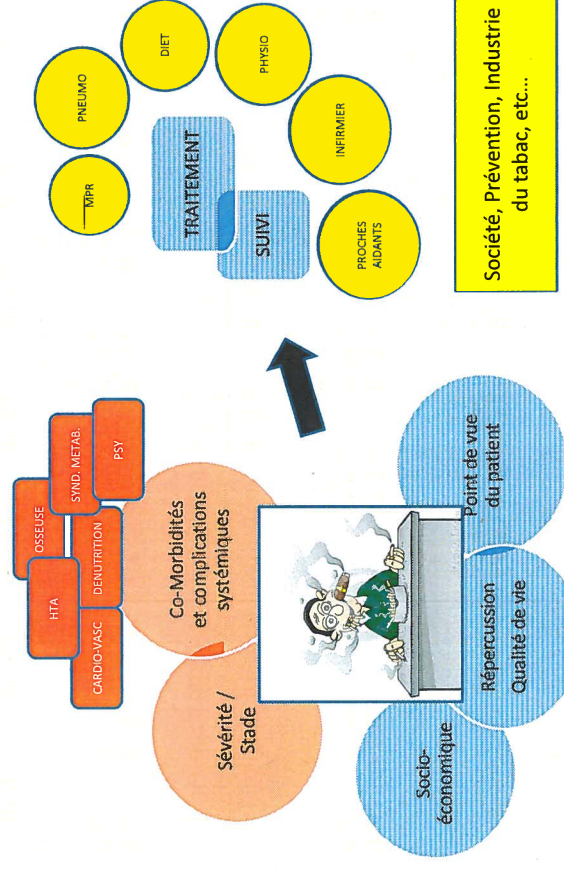 CARDIO-VASC
HTA
DENUTRITION
OSSEUSE
SYND. METAB.
PSY
Sévérité /
Stade
Co-Morbidités
et complications
systémiques
Socio-
économique
Répercussion
Qualité de vie
Point de vue
du patient
MPR
PNEUMO
DIET
PHYSIO
INFIRMIER
PROCHES
AIDANTS
TRAITEMENT
SUIVI
Société, Prévention, Industrie
du tabac, etc...